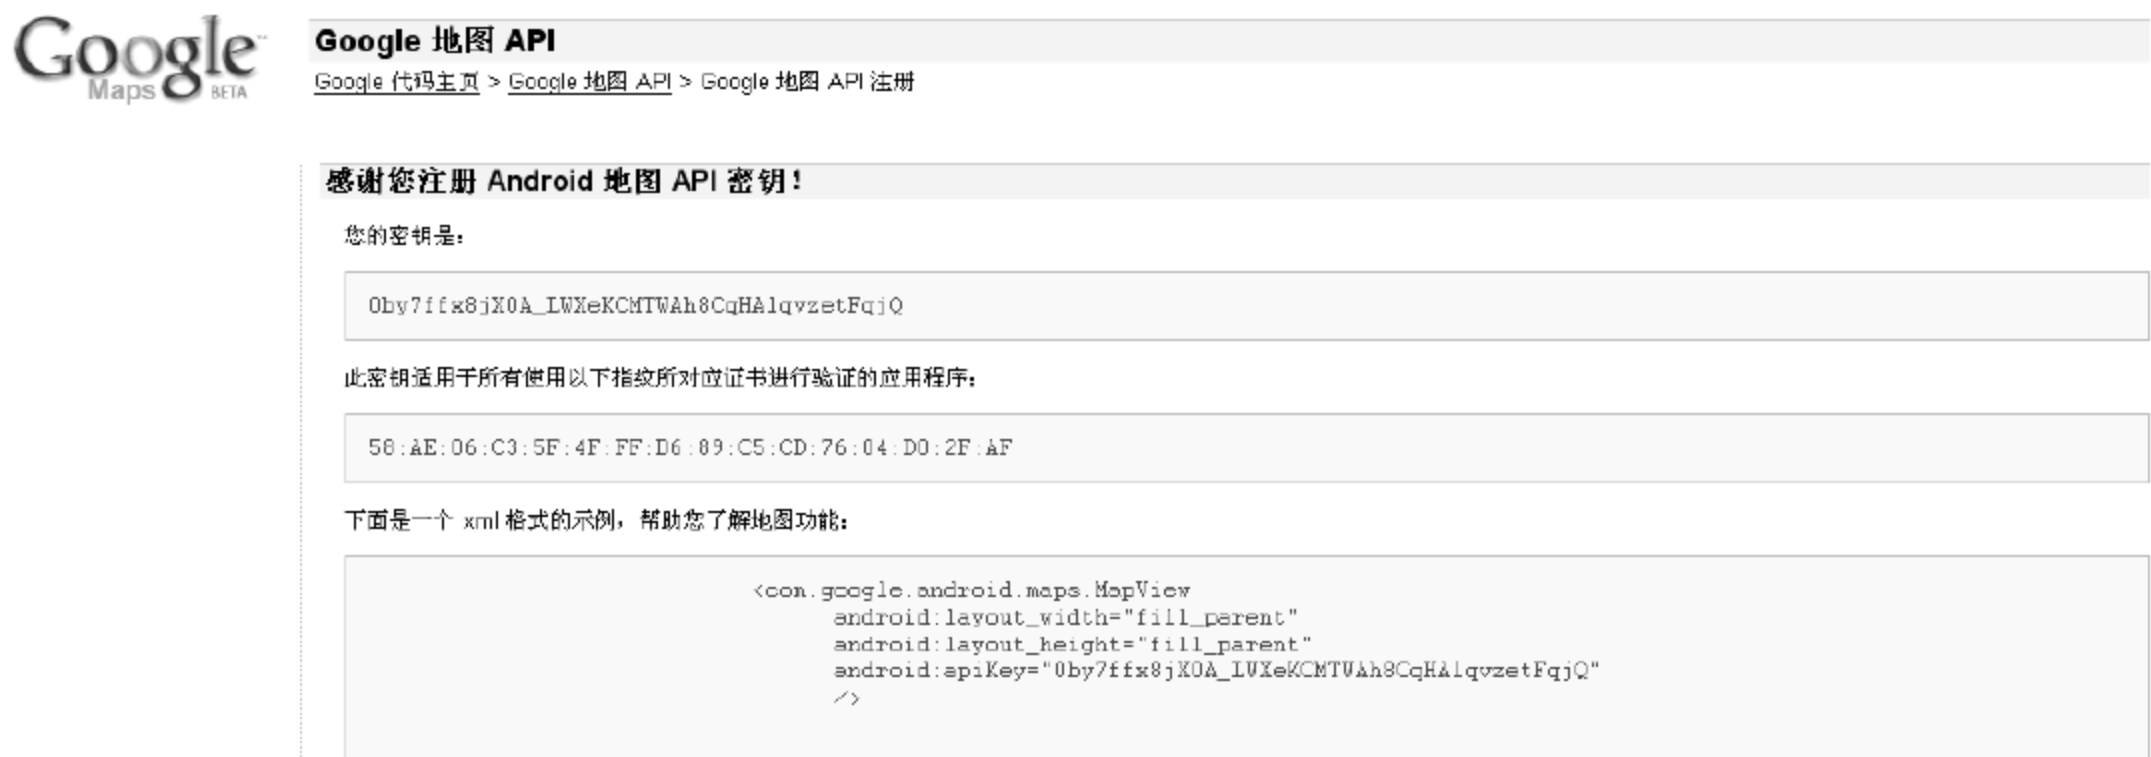 Google Maps BETA
Google 地图 API
Google 代码主页 > Google 地图 API > Google 地图 API 注册
感谢您注册 Android 地图 API 密钥!
您的密钥是:
0by7ffx8jX0A_LWXeKCMTWAh8CqHAlqvzetFqjQ
此密钥适用于所有使用以下指纹所对应证书进行验证的应用程序:
58:AE:06:C3:5F:4F:FF:D6:89:C5:CD:76:04:D0:2F:AF
下面是一个 xml 格式的示例，帮助您了解地图功能:
<com.google.android.maps.MapView
android:layout_width="fill_parent"
android:layout_height="fill_parent"
android:apiKey="0by7ffx8jX0A_LWXeKCMTWAh8CqHAlqvzetFqjQ"
/>